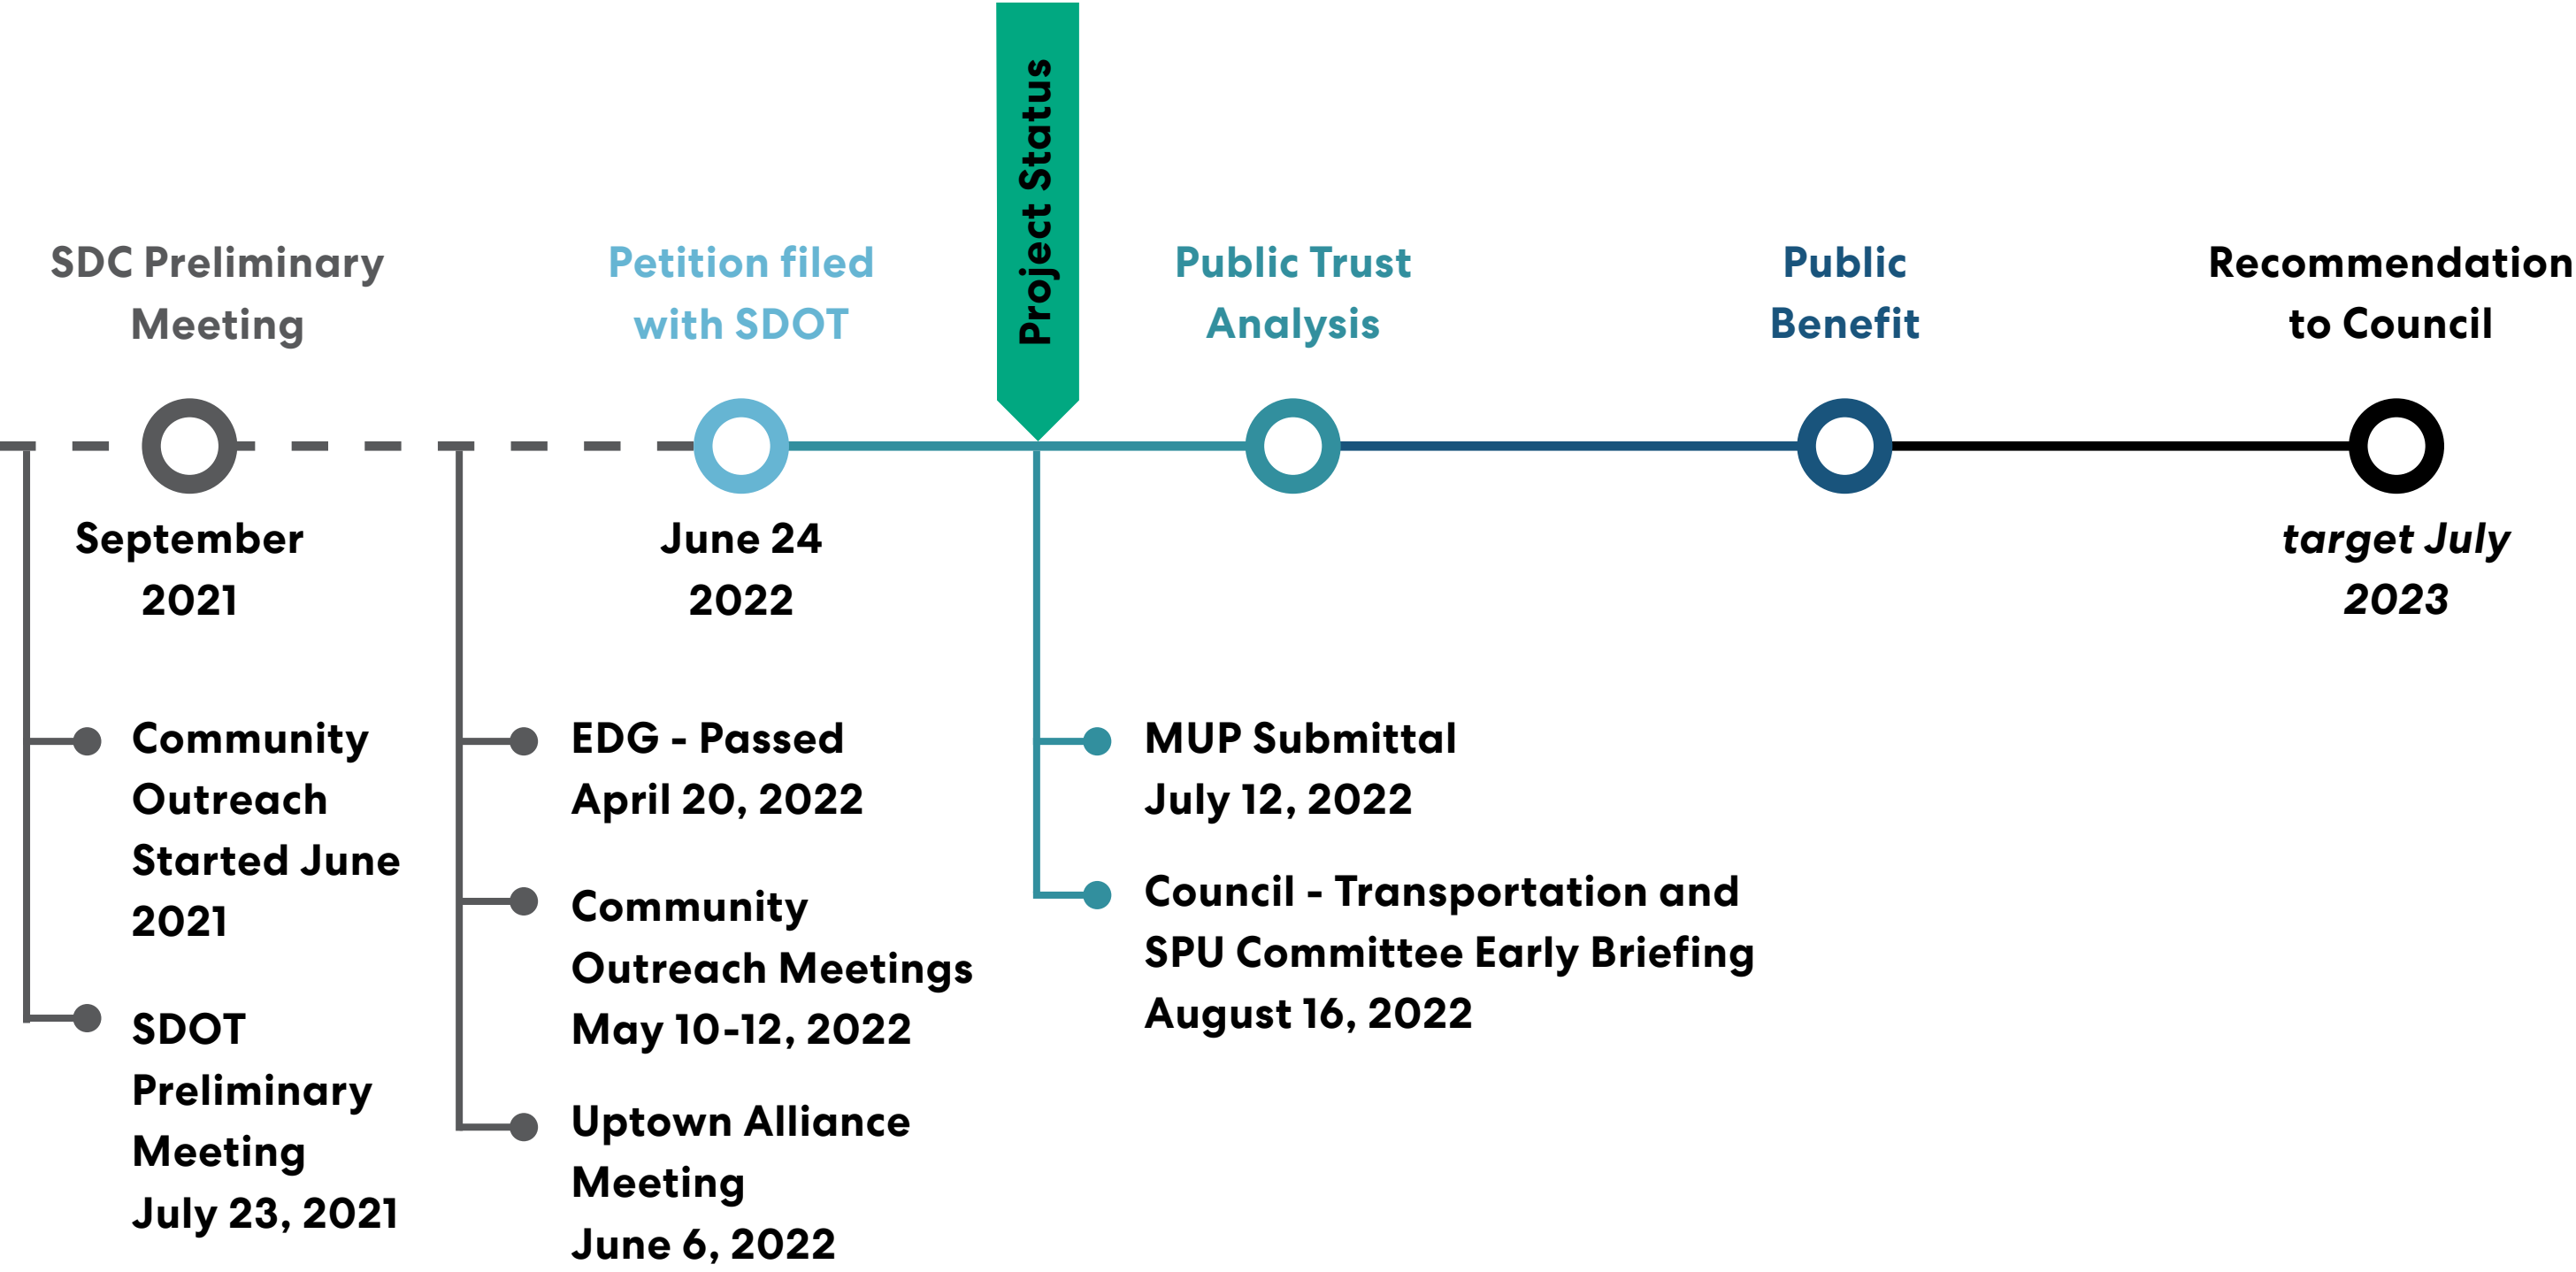 Project Status
SDC Preliminary
Meeting
Petition filed
with SDOT
Public Trust
Analysis
Public
Benefit
Recommendation
to Council
September
2021
June 24
2022
target July
2023
Community
Outreach
Started June
2021
SDOT
Preliminary
Meeting
July 23, 2021
EDG - Passed
April 20, 2022
Community
Outreach Meetings
May 10-12, 2022
Uptown Alliance
Meeting
June 6, 2022
MUP Submittal
July 12, 2022
Council - Transportation and
SPU Committee Early Briefing
August 16, 2022